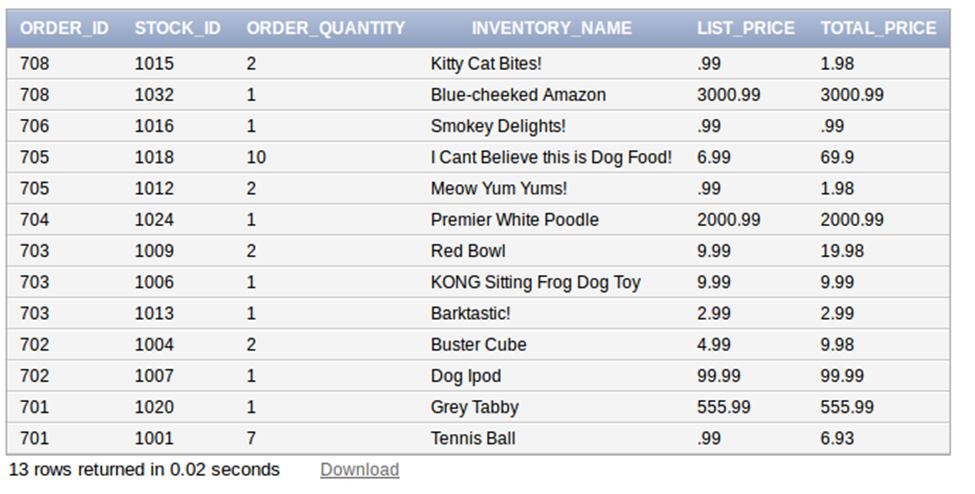 ORDER_ID STOCK_ID ORDER_QUANTITY INVENTORY_NAME LIST_PRICE TOTAL_PRICE
708 1015 2 Kitty Cat Bites! .99 1.98
708 1032 1 Blue-cheeked Amazon 3000.99 3000.99
706 1016 1 Smokey Delights! .99 .99
705 1018 10 I Cant Believe this is Dog Food! 6.99 69.9
705 1012 2 Meow Yum Yums! .99 1.98
704 1024 1 Premier White Poodle 2000.99 2000.99
703 1009 2 Red Bowl 9.99 19.98
703 1006 1 KONG Sitting Frog Dog Toy 9.99 9.99
703 1013 1 Barktastic! 2.99 2.99
702 1004 2 Buster Cube 4.99 9.98
702 1007 1 Dog Ipod 99.99 99.99
701 1020 1 Grey Tabby 555.99 555.99
701 1001 7 Tennis Ball .99 6.93
13 rows returned in 0.02 seconds Download